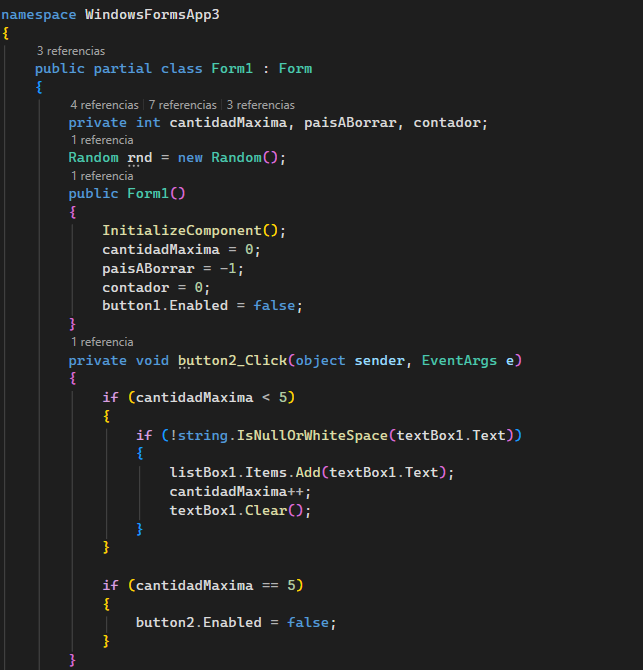 namespace WindowsFormsApp3
{
3 referencias
public partial class Form1 : Form
{
4 referencias | 7 referencias | 3 referencias
private int cantidadMaxima, paisABorrar, contador;
1 referencia
Random rnd = new Random();
1 referencia
public Form1()
{
InitializeComponent();
cantidadMaxima = 0;
paisABorrar = -1;
contador = 0;
button1.Enabled = false;
}
1 referencia
private void button2_Click(object sender, EventArgs e)
{
if (cantidadMaxima < 5)
{
if (!string.IsNullOrWhiteSpace(textBox1.Text))
{
listBox1.Items.Add(textBox1.Text);
cantidadMaxima++;
textBox1.Clear();
}
}
if (cantidadMaxima == 5)
{
button2.Enabled = false;
}
}